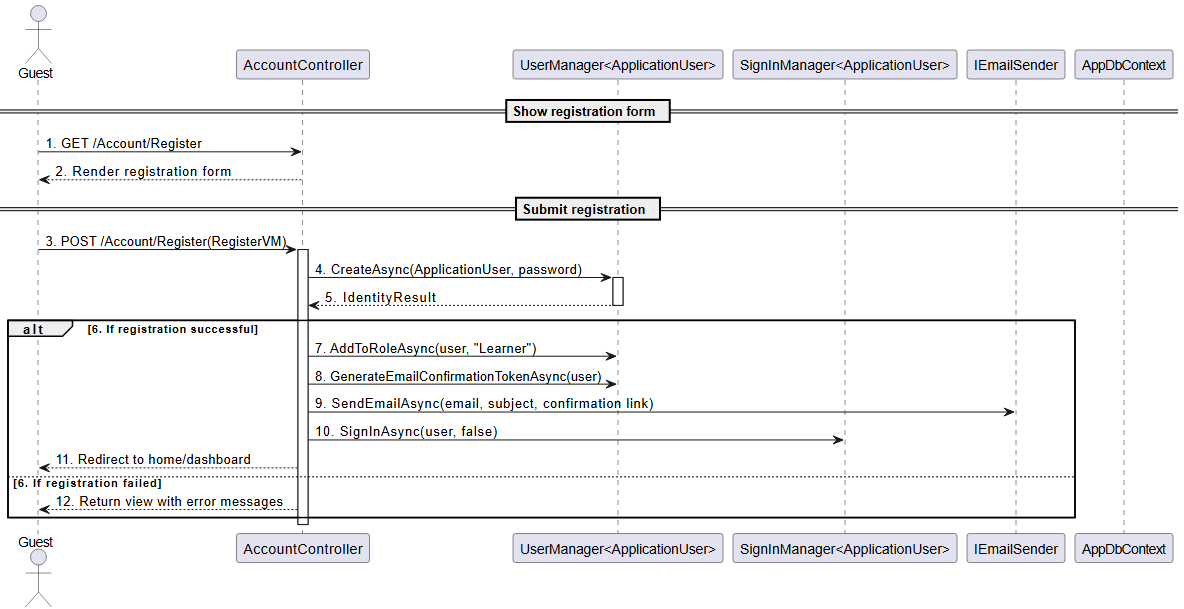 Guest
AccountController
UserManager<ApplicationUser>
SignInManager<ApplicationUser>
IEmailSender
AppDbContext
Show registration form
1. GET /Account/Register
2. Render registration form
Submit registration
3. POST /Account/Register(RegisterVM)
4. CreateAsync(ApplicationUser, password)
5. IdentityResult
alt
[6. If registration successful]
7. AddToRoleAsync(user, "Learner")
8. GenerateEmailConfirmationTokenAsync(user)
9. SendEmailAsync(email, subject, confirmation link)
10. SignInAsync(user, false)
11. Redirect to home/dashboard
[6. If registration failed]
12. Return view with error messages
Guest
AccountController
UserManager<ApplicationUser>
SignInManager<ApplicationUser>
IEmailSender
AppDbContext